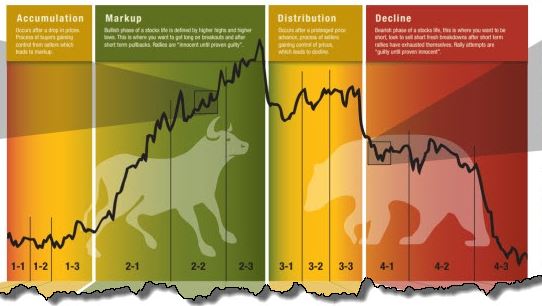 Accumulation
Occurs after a drop in prices.
Process of buyers gaining
control from sellers which
leads to markup.
Markup
Bullish phase of a stocks life is defined by higher highs and higher
lows. This is where you want to get long on breakouts and after
short term pullbacks. Rallies are "innocent until proven guilty".
Distribution
Occurs after a prolonged price
advance, process of sellers
gaining control of prices,
which leads to decline.
Decline
Bearish phase of a stocks life, this is where you want to be
short, look to sell short fresh breakdowns after short term
rallies have exhausted themselves. Rally attempts are
"guilty until proven innocent".
1-1 1-2 1-3 2-1 2-2 2-3 3-1 3-2 3-3 4-1 4-2 4-3